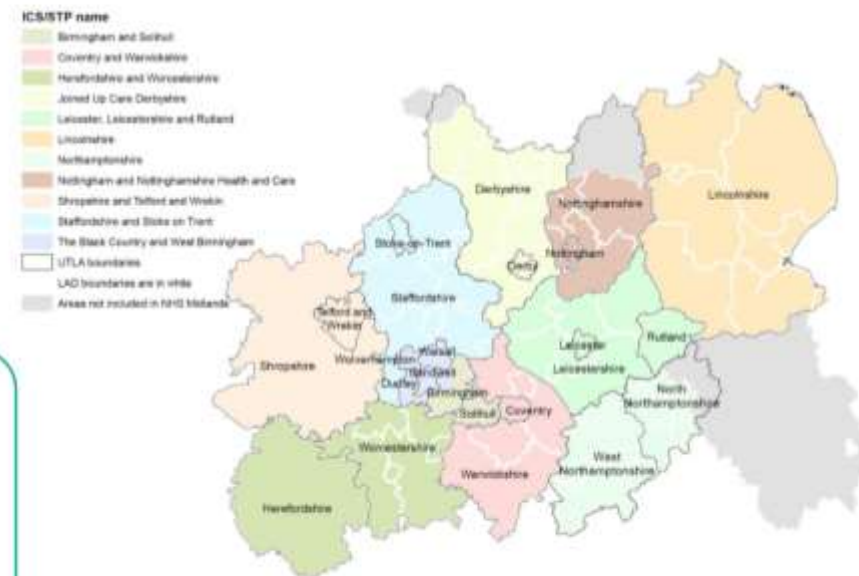 ICS/STP name
Birmingham and Solihull
Coventry and Warwickshire
Herefordshire and Worcestershire
Joined Up Care Derbyshire
Leicester, Leicestershire and Rutland
Lincolnshire
Northamptonshire
Nottingham and Nottinghamshire Health and Care
Shropshire and Telford and Wrekin
Staffordshire and Stoke on Trent
The Black Country and West Birmingham
UTLA boundaries
LAD boundaries are in white
Areas not included in NHS Midlands
Derbyshire
Nottinghamshire
Lincolnshire
Stoke-on-Trent
Derby
Nottingham
Staffordshire
Telford and
Wrekin
Shropshire
Wolverhampton
Walsall
Sandwell
Dudley
Birmingham
Solihull
Leicester
Leicestershire
Rutland
North
Northamptonshire
Coventry
Worcestershire
Warwickshire
West
Northamptonshire
Herefordshire